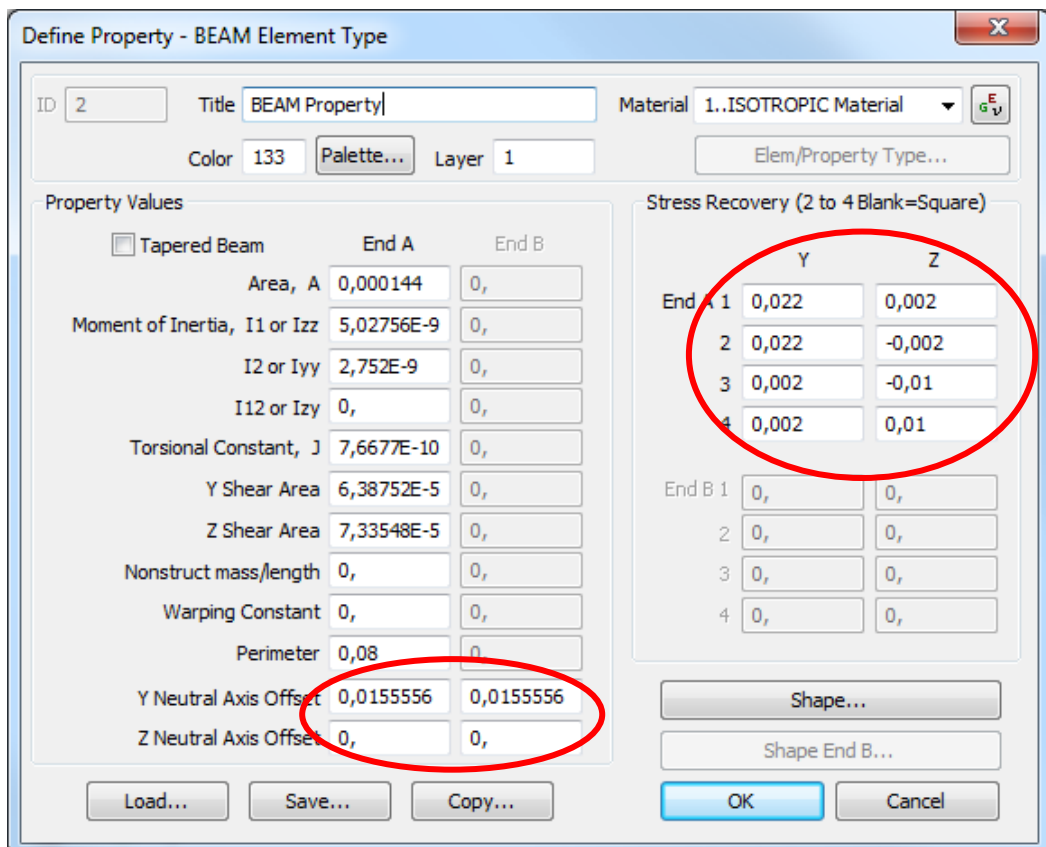 Define Property - BEAM Element Type
ID 2 Title BEAM Property Material 1..ISOTROPIC Material G E ν
Color 133 Palette... Layer 1 Elem/Property Type...
Property Values
Tapered Beam End A End B
Area, A 0,000144 0,
Moment of Inertia, I1 or Izz 5,02756E-9 0,
I2 or Iyy 2,752E-9 0,
I12 or Izy 0, 0,
Torsional Constant, J 7,6677E-10 0,
Y Shear Area 6,38752E-5 0,
Z Shear Area 7,33548E-5 0,
Nonstruct mass/length 0, 0,
Warping Constant 0, 0,
Perimeter 0,08 0,
Y Neutral Axis Offset 0,0155556 0,0155556
Z Neutral Axis Offset 0, 0,
Stress Recovery (2 to 4 Blank=Square)
Y Z
End A 1 0,022 0,002
2 0,022 -0,002
3 0,002 -0,01
4 0,002 0,01
End B 1 0, 0,
2 0, 0,
3 0, 0,
4 0, 0,
Shape...
Shape End B...
Load... Save... Copy... OK Cancel